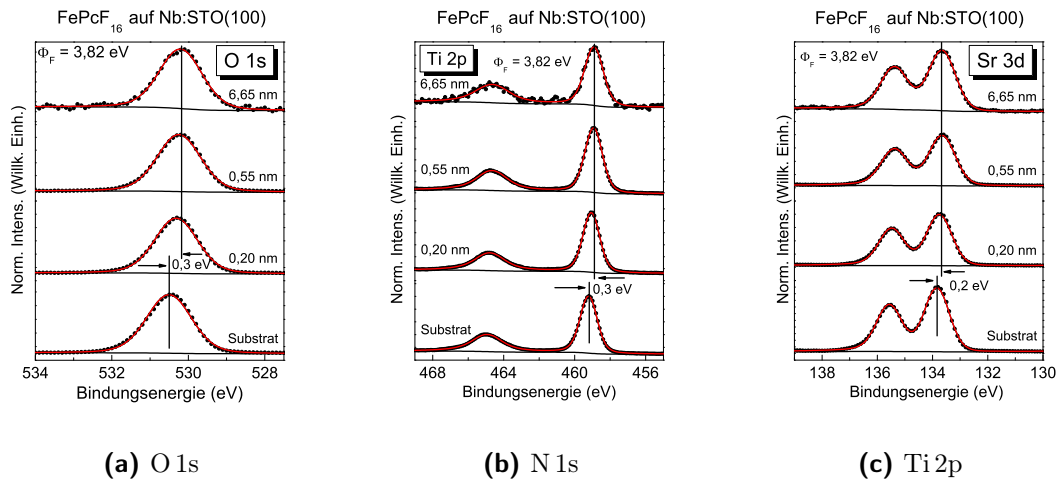 FePcF16 auf Nb:STO(100)
ΦF = 3,82 eV
O 1s
6,65 nm
0,55 nm
0,20 nm
0,3 eV
Substrat
Norm. Intens. (Willk. Einh.)
534 532 530 528
Bindungsenergie (eV)
(a) O 1s
FePcF16 auf Nb:STO(100)
Ti 2p
ΦF = 3,82 eV
6,65 nm
0,55 nm
0,20 nm
0,3 eV
Substrat
Norm. Intens. (Willk. Einh.)
468 464 460 456
Bindungsenergie (eV)
(b) N 1s
FePcF16 auf Nb:STO(100)
ΦF = 3,82 eV
Sr 3d
6,65 nm
0,55 nm
0,20 nm
0,2 eV
Substrat
Norm. Intens. (Willk. Einh.)
138 136 134 132 130
Bindungsenergie (eV)
(c) Ti 2p